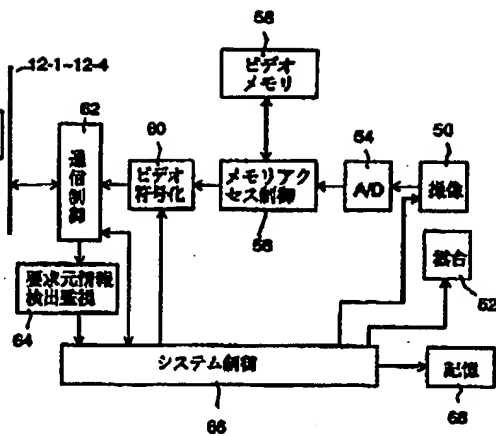 12-1~12-4
58
ビデオ
メモリ
62
通信制御
60
ビデオ
符号化
メモリアク
セス制御
56
54
A/D
50
撮像
雲台
52
要求元情報
検出監視
64
システム制御
66
記憶
68